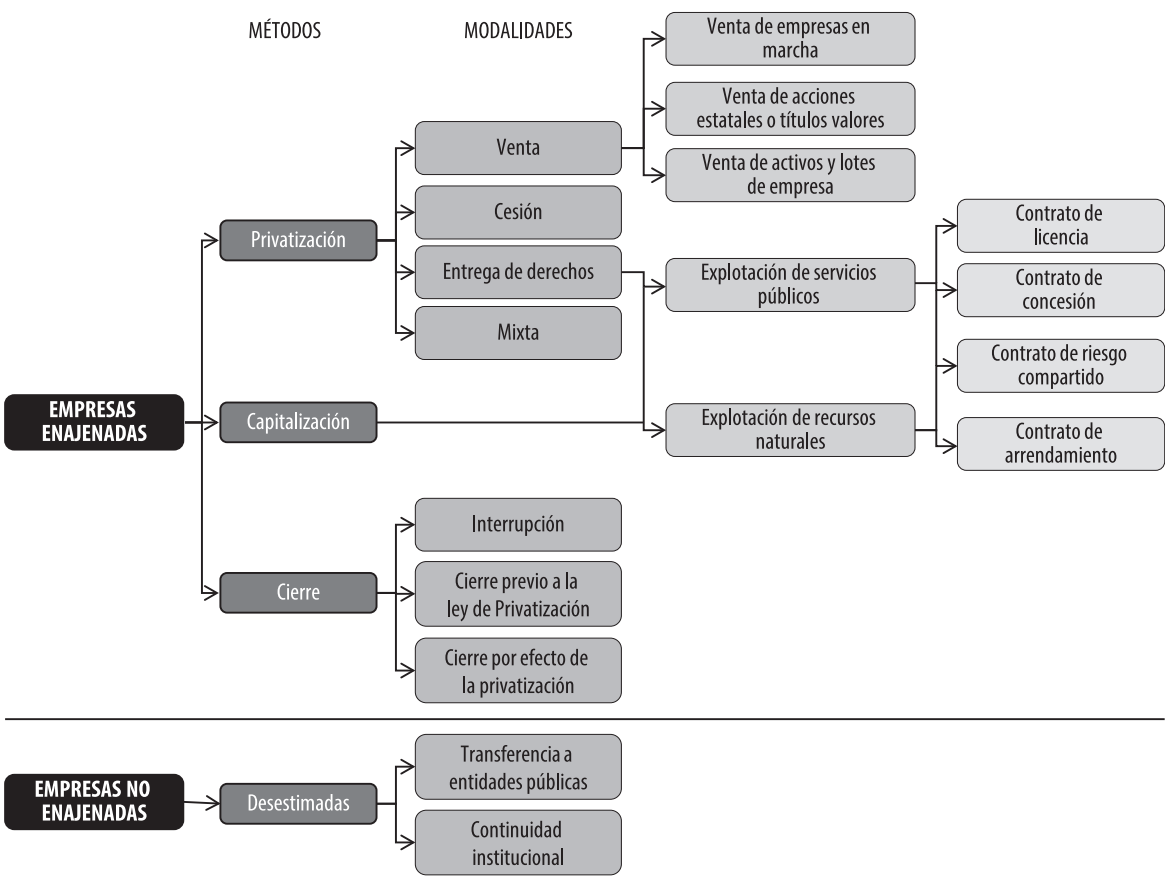 MÉTODOS
MODALIDADES
Venta de empresas en
marcha
Venta de acciones
estatales o títulos valores
Venta
Venta de activos y lotes
de empresa
Cesión
Contrato de
licencia
Privatización
Entrega de derechos
Explotación de servicios
públicos
Contrato de
concesión
Mixta
Contrato de riesgo
compartido
EMPRESAS
ENAJENADAS
Capitalización
Explotación de recursos
naturales
Contrato de
arrendamiento
Interrupción
Cierre
Cierre previo a la
ley de Privatización
Cierre por efecto de
la privatización
EMPRESAS NO
ENAJENADAS
Desestimadas
Transferencia a
entidades públicas
Continuidad
institucional